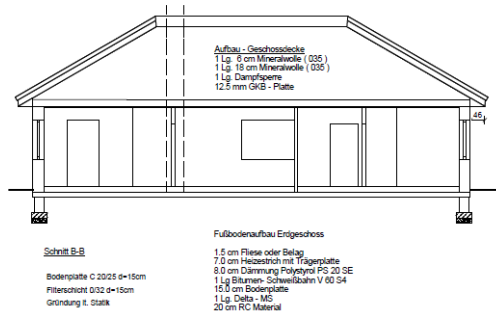 Aufbau - Geschossdecke
1 Lg. 6 cm Mineralwolle ( 035 )
1 Lg. 18 cm Mineralwolle ( 035 )
1 Lg. Dampfsperre
12.5 mm GKB - Platte
46
Schnitt B-B
Bodenplatte C 20/25 d=15cm
Filterschicht 0/32 d=15cm
Gründung lt. Statik
Fußbodenaufbau Erdgeschoss
1.5 cm Fliese oder Belag
7.0 cm Heizestrich mit Trägerplatte
8.0 cm Dämmung Polystyrol PS 20 SE
1 Lg Bitumen- Schweißbahn V 60 S4
15.0 cm Bodenplatte
1 Lg. Delta - MS
20 cm RC Material